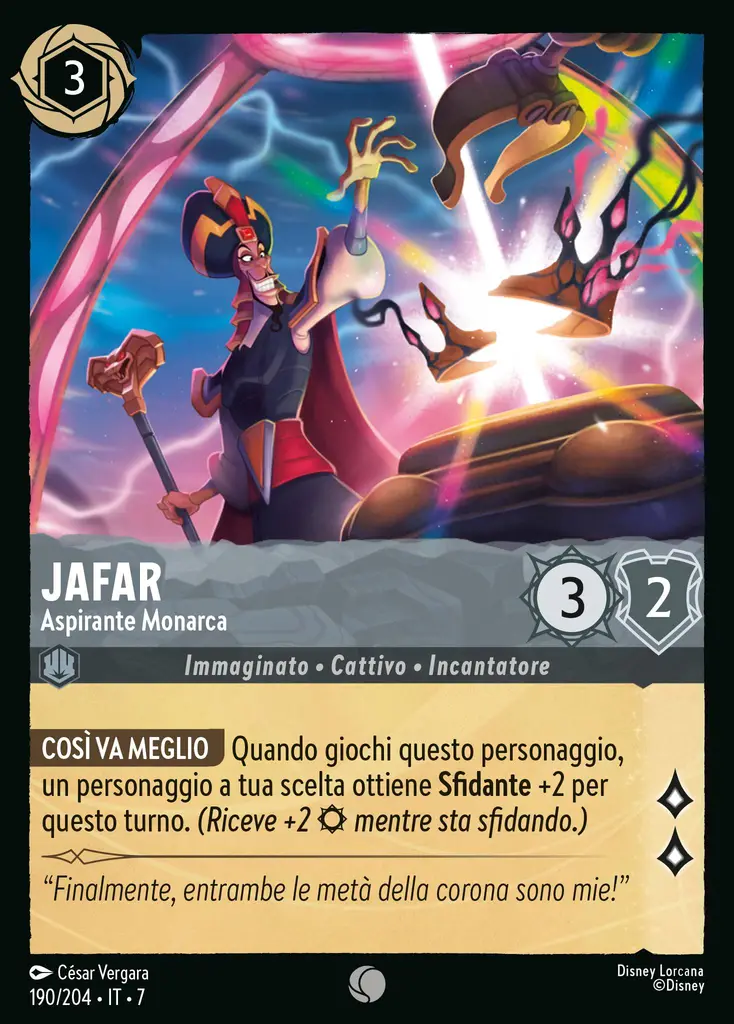 3
JAFAR
Aspirante Monarca
3
2
Immaginato • Cattivo • Incantatore
COSÌ VA MEGLIO Quando giochi questo personaggio,
un personaggio a tua scelta ottiene Sfidante +2 per
questo turno. (Riceve +2 mentre sta sfidando.)
“Finalmente, entrambe le metà della corona sono mie!”
César Vergara
190/204 • IT • 7
Disney Lorcana
©Disney